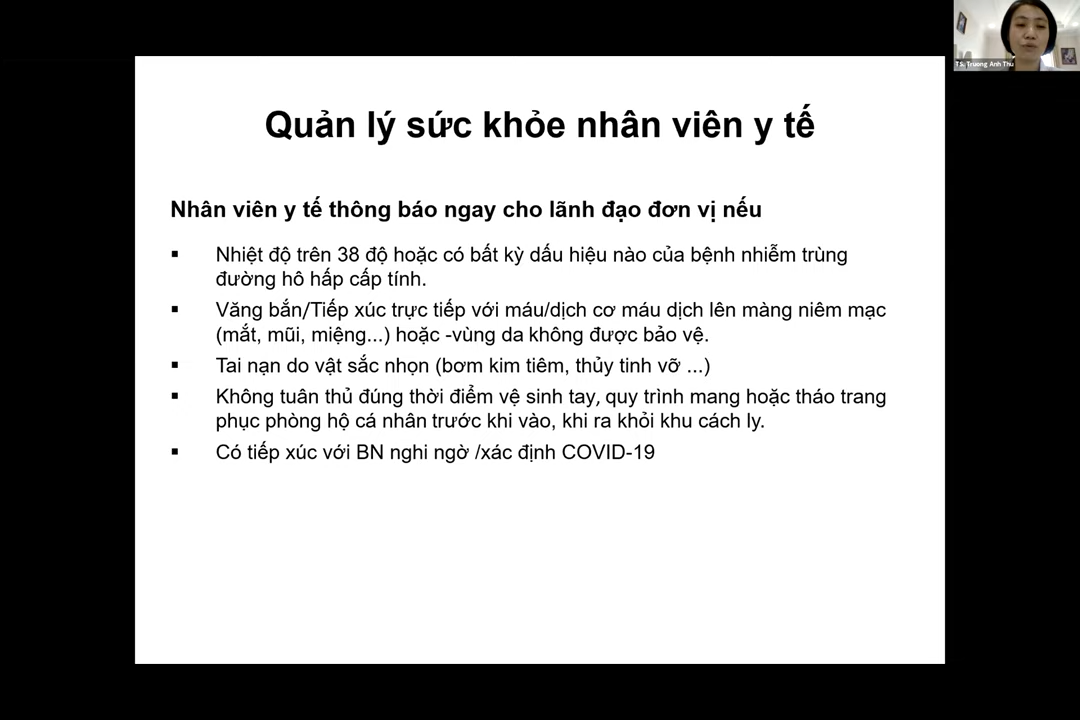 TS. Truong Anh Thu
Quản lý sức khỏe nhân viên y tế
Nhân viên y tế thông báo ngay cho lãnh đạo đơn vị nếu
▪ Nhiệt độ trên 38 độ hoặc có bất kỳ dấu hiệu nào của bệnh nhiễm trùng
đường hô hấp cấp tính.
▪ Văng bắn/Tiếp xúc trực tiếp với máu/dịch cơ máu dịch lên màng niêm mạc
(mắt, mũi, miệng...) hoặc -vùng da không được bảo vệ.
▪ Tai nạn do vật sắc nhọn (bơm kim tiêm, thủy tinh vỡ ...)
▪ Không tuân thủ đúng thời điểm vệ sinh tay, quy trình mang hoặc tháo trang
phục phòng hộ cá nhân trước khi vào, khi ra khỏi khu cách ly.
▪ Có tiếp xúc với BN nghi ngờ /xác định COVID-19